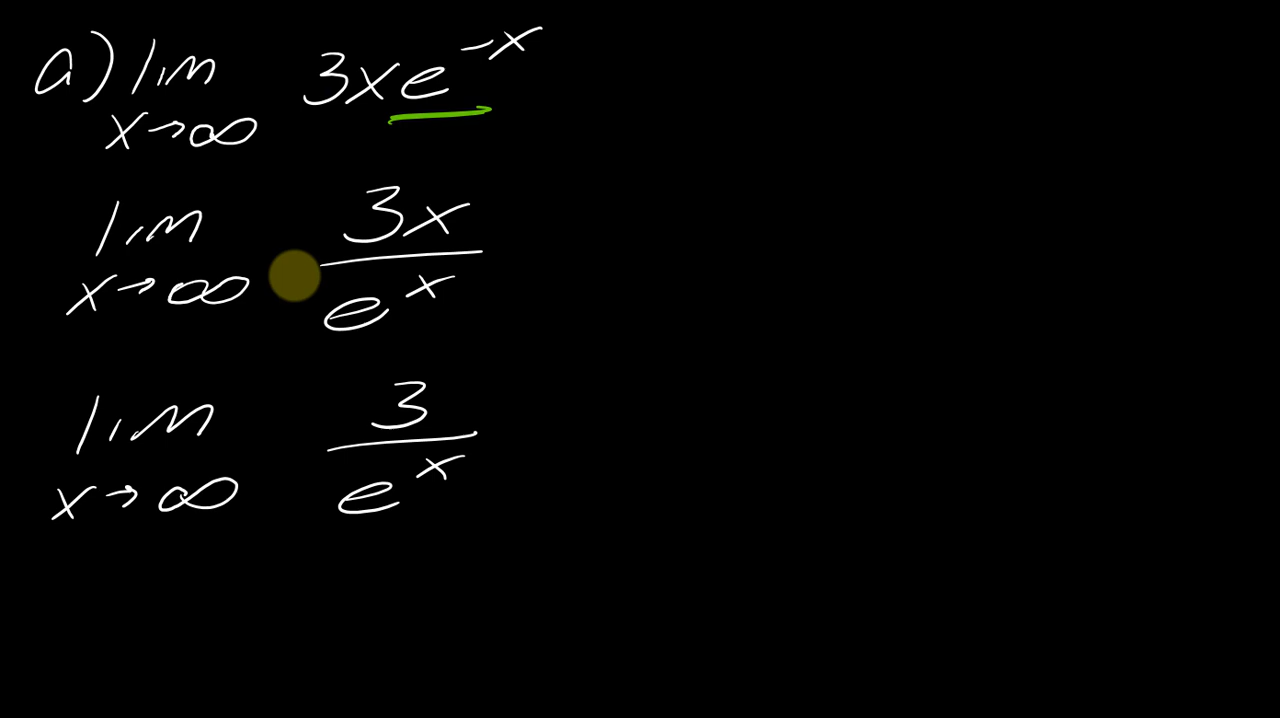 a) lim 3xe^{-x}
x→∞
lim 3x
x→∞ e^x
lim 3
x→∞ e^x